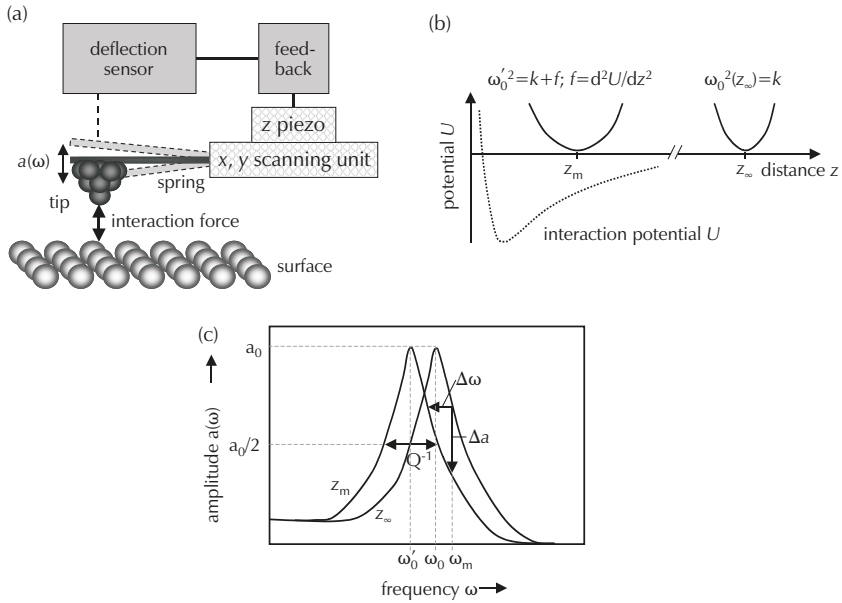 (a)
deflection
sensor
feed-
back
z piezo
x, y scanning unit
a(ω)
spring
tip
interaction force
surface
(b)
ω₀′²=k+f; f=d²U/dz²
ω₀²(z∞)=k
potential U
zₘ
z∞
distance z
interaction potential U
(c)
a₀
Δω
a₀/2
Δa
Q⁻¹
amplitude a(ω)
zₘ
z∞
ω₀′
ω₀
ωₘ
frequency ω